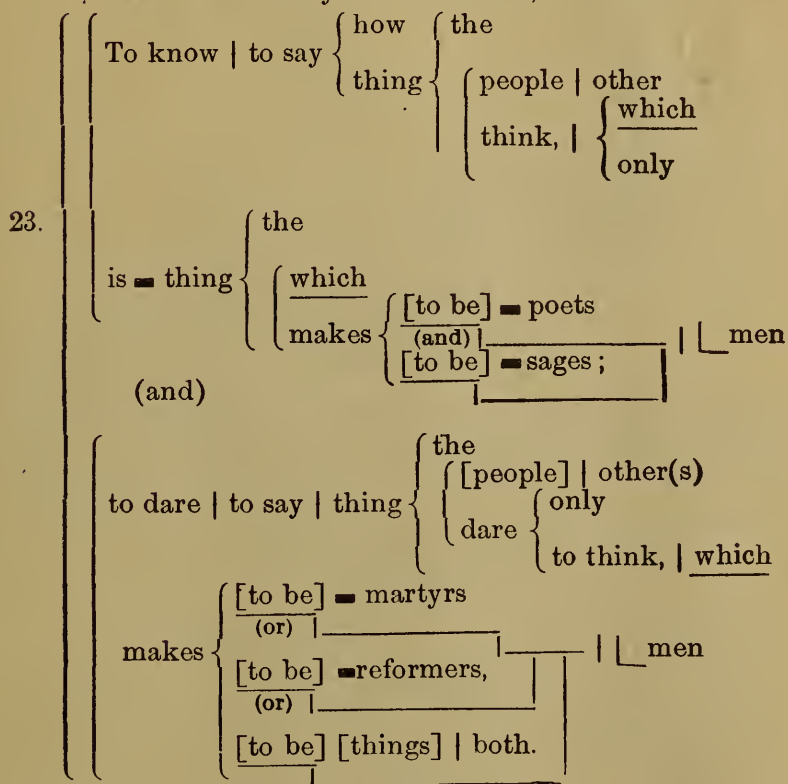 To know | to say how the
thing people | other
think, | which
only
23.
the
is = thing which
makes [to be] = poets
(and) | men
[to be] = sages;
(and)
the
[people] | other(s)
to dare | to say | thing only
dare
to think, | which
[to be] = martyrs
(or)
makes | men
[to be] = reformers,
(or)
[to be] [things] | both.